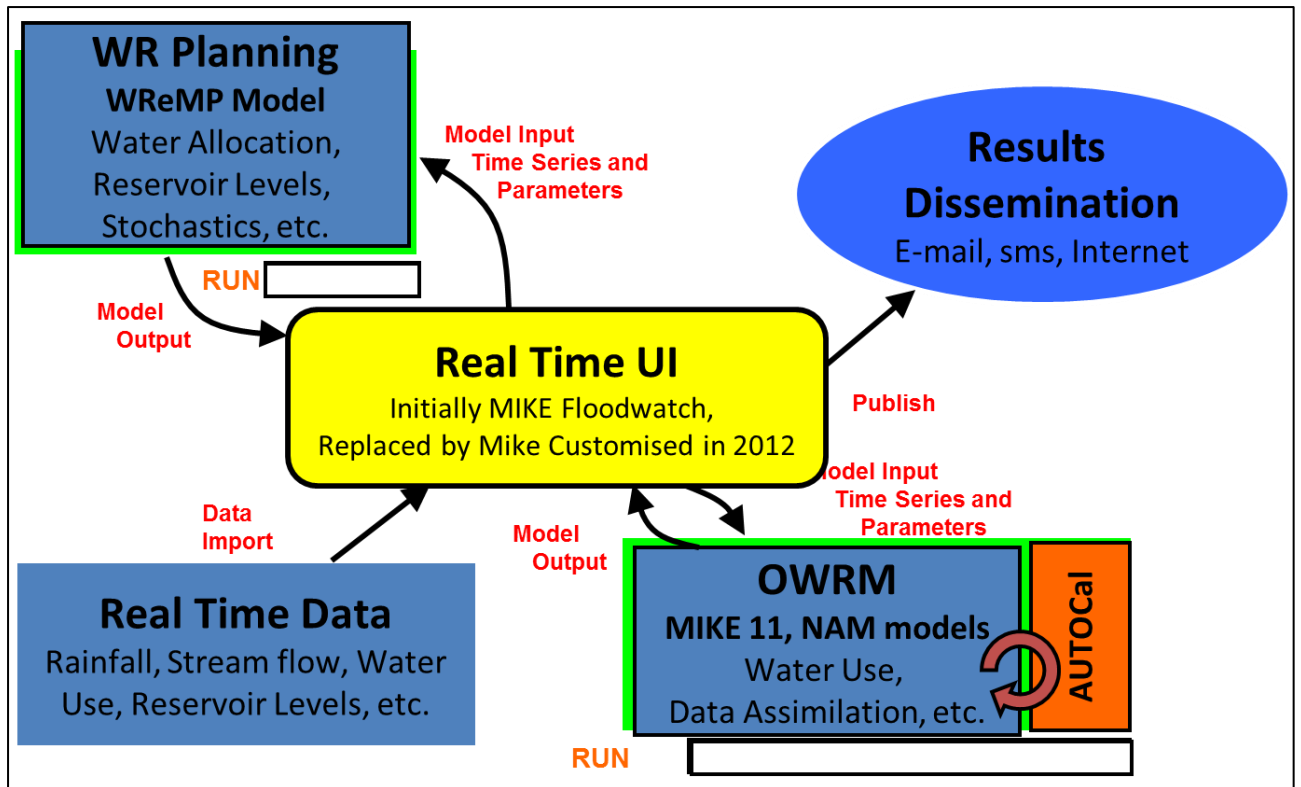 WR Planning
WReMP Model
Water Allocation,
Reservoir Levels,
Stochastics, etc.
Model Input
Time Series and
Parameters
Results
Dissemination
E-mail, sms, Internet
RUN
Model
Output
Real Time UI
Initially MIKE Floodwatch,
Replaced by Mike Customised in 2012
Publish
Data
Import
Model Input
Time Series and
Parameters
Model
Output
Real Time Data
Rainfall, Stream flow, Water
Use, Reservoir Levels, etc.
OWRM
MIKE 11, NAM models
Water Use,
Data Assimilation, etc.
AUTOCal
RUN